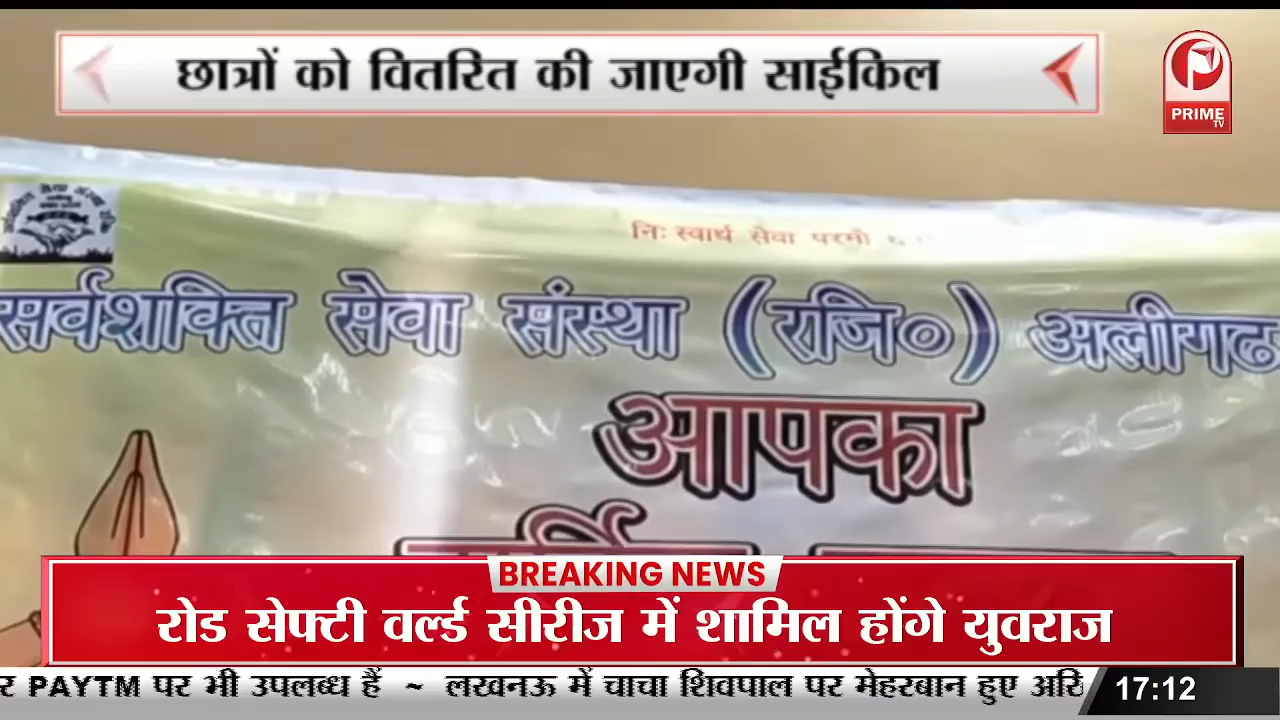 छात्रों को वितरित की जाएगी साईकिल
PRIME
TV
निः स्वार्थ सेवा परमो
सर्वशक्ति सेवा संस्था (रजि०) अलीगढ
आपका
BREAKING NEWS
रोड सेफ्टी वर्ल्ड सीरीज में शामिल होंगे युवराज
र PAYTM पर भी उपलब्ध हैं ~ लखनऊ में चाचा शिवपाल पर मेहरबान हुए
17:12